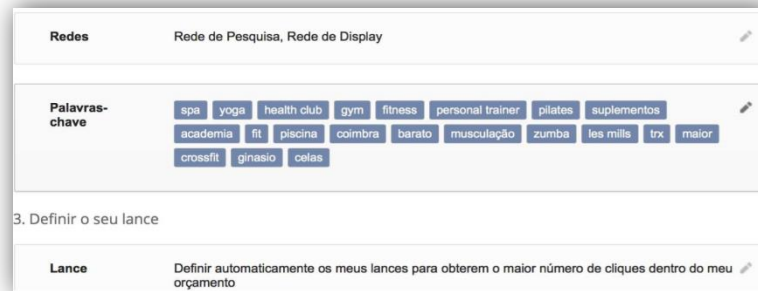 Redes Rede de Pesquisa, Rede de Display
Palavras-
chave
spa yoga health club gym fitness personal trainer pilates suplementos
academia fit piscina coimbra barato musculação zumba les mills trx maior
crossfit ginasio celas
3. Definir o seu lance
Lance Definir automaticamente os meus lances para obterem o maior número de cliques dentro do meu
orçamento